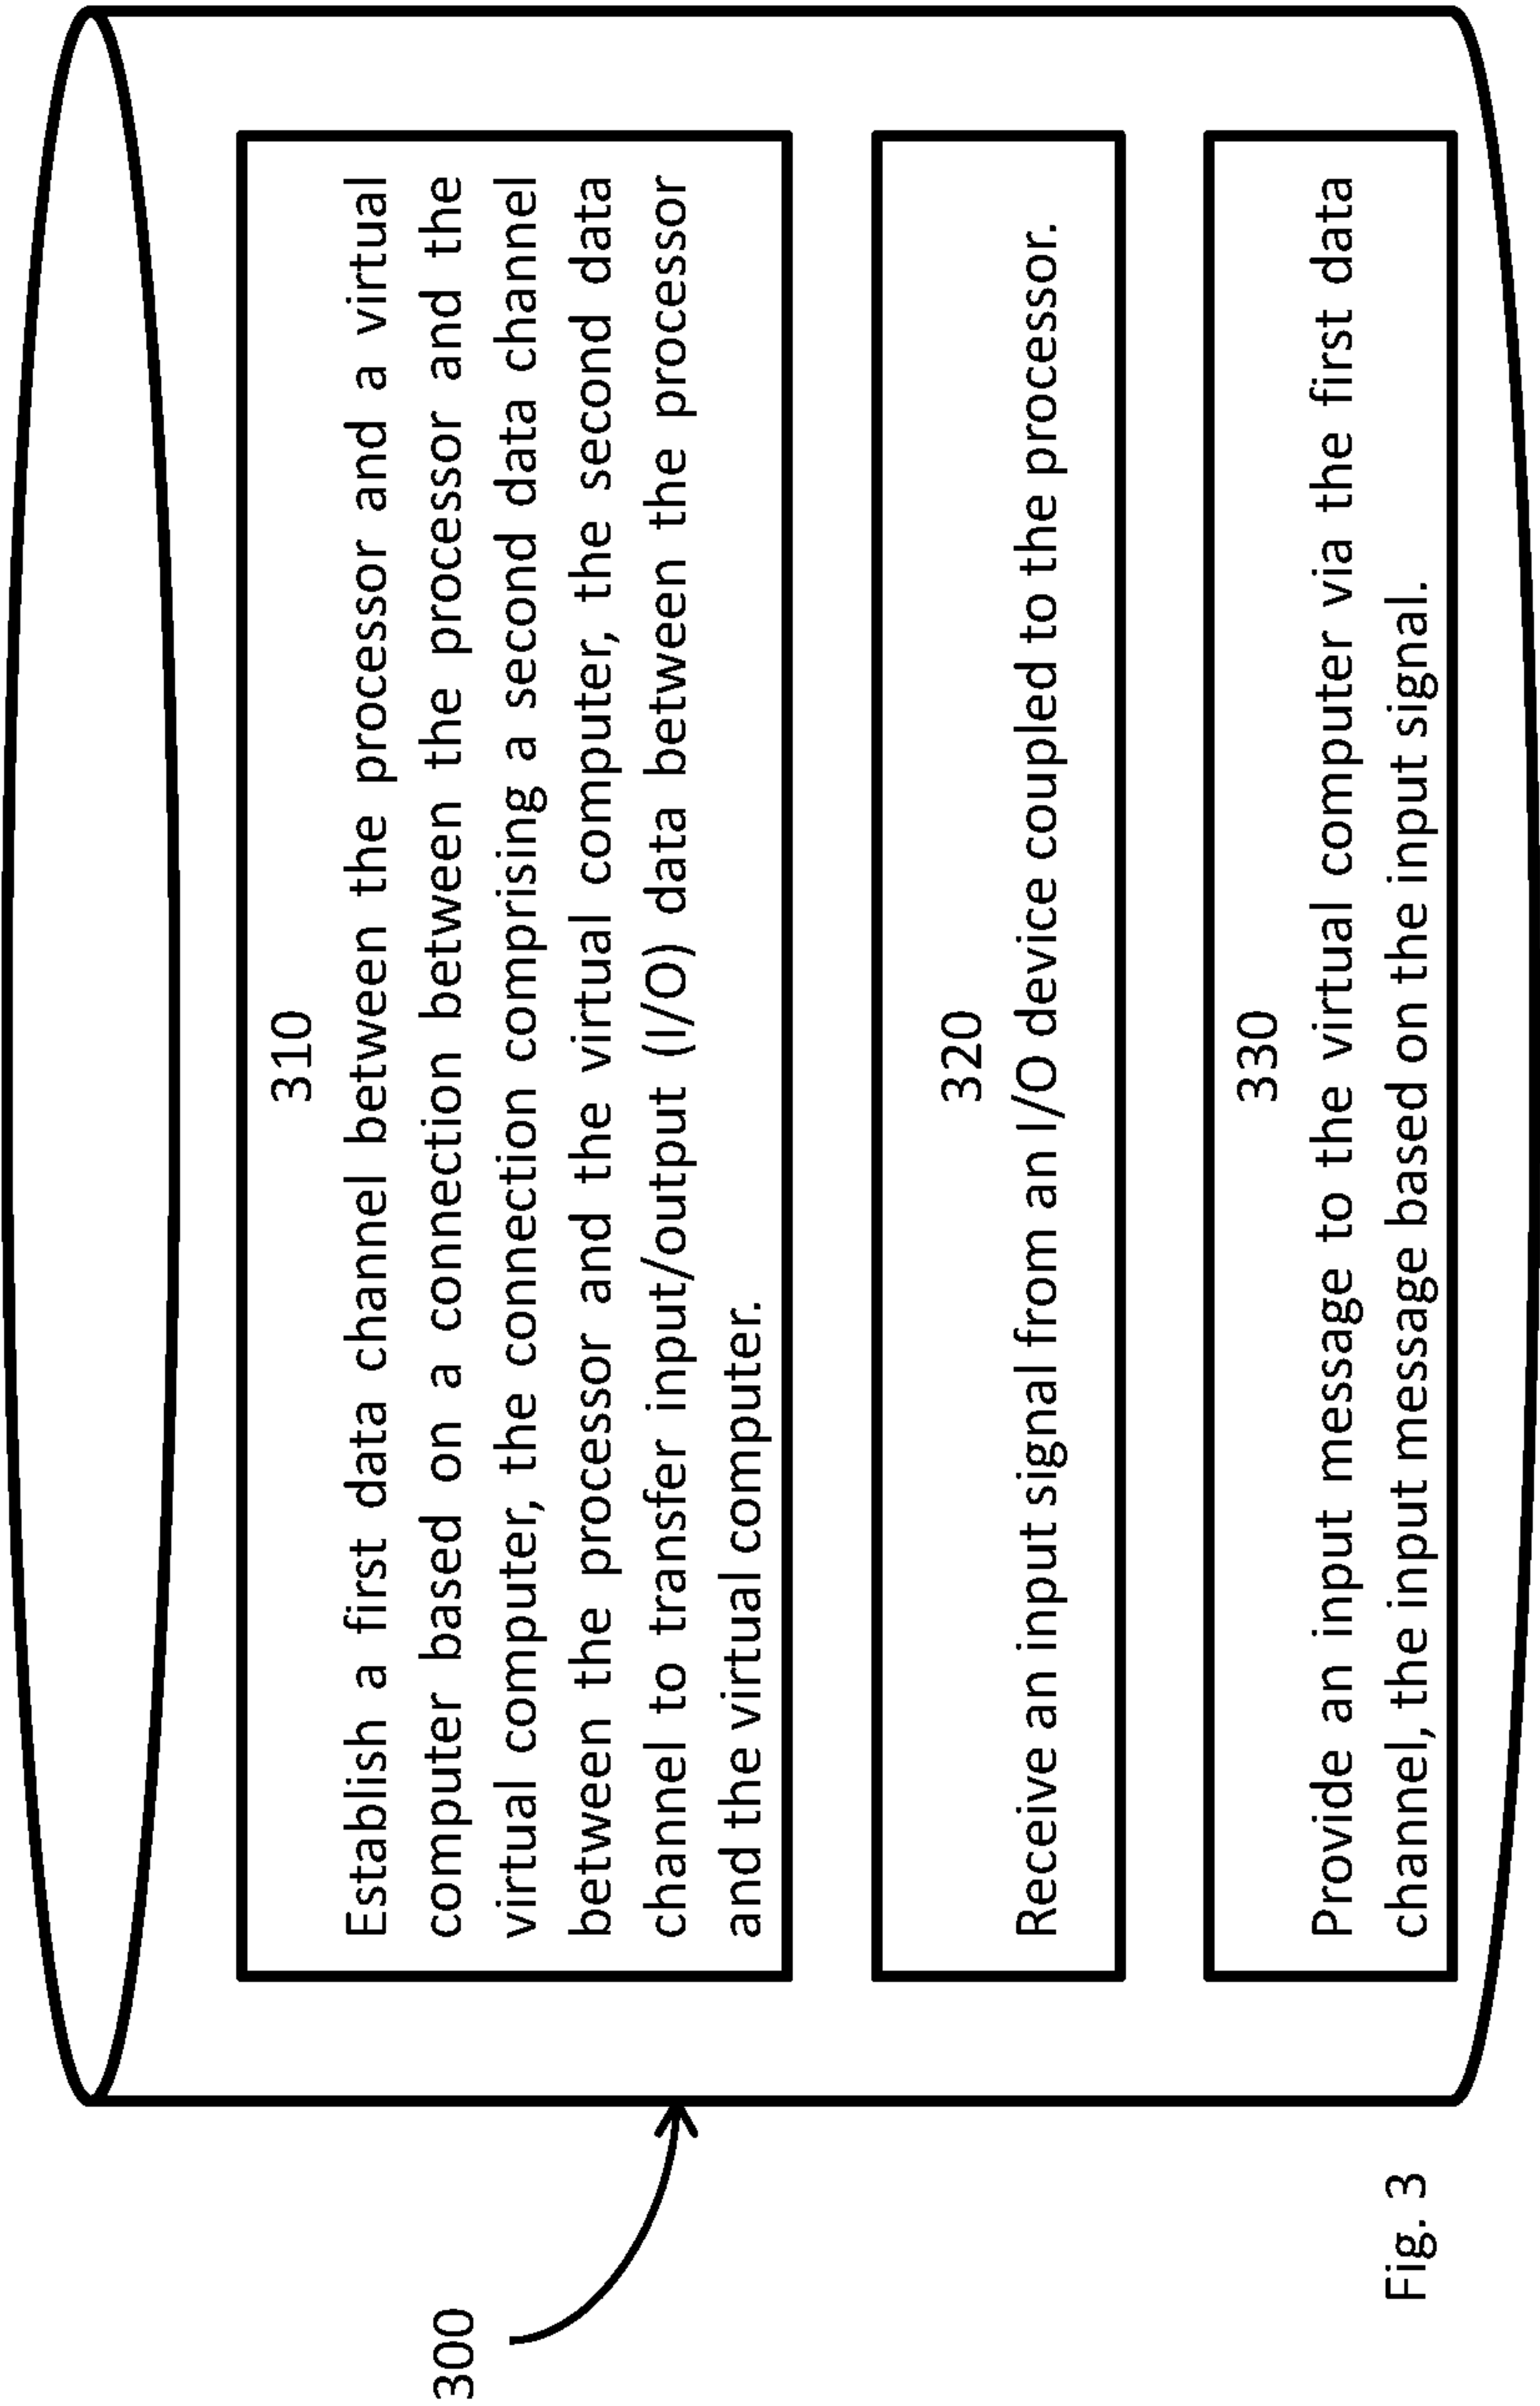 300
310
Establish a first data channel between the processor and a virtual
computer based on a connection between the processor and the
virtual computer, the connection comprising a second data channel
between the processor and the virtual computer, the second data
channel to transfer input/output (I/O) data between the processor
and the virtual computer.
320
Receive an input signal from an I/O device coupled to the processor.
330
Provide an input message to the virtual computer via the first data
channel, the input message based on the input signal.
Fig. 3